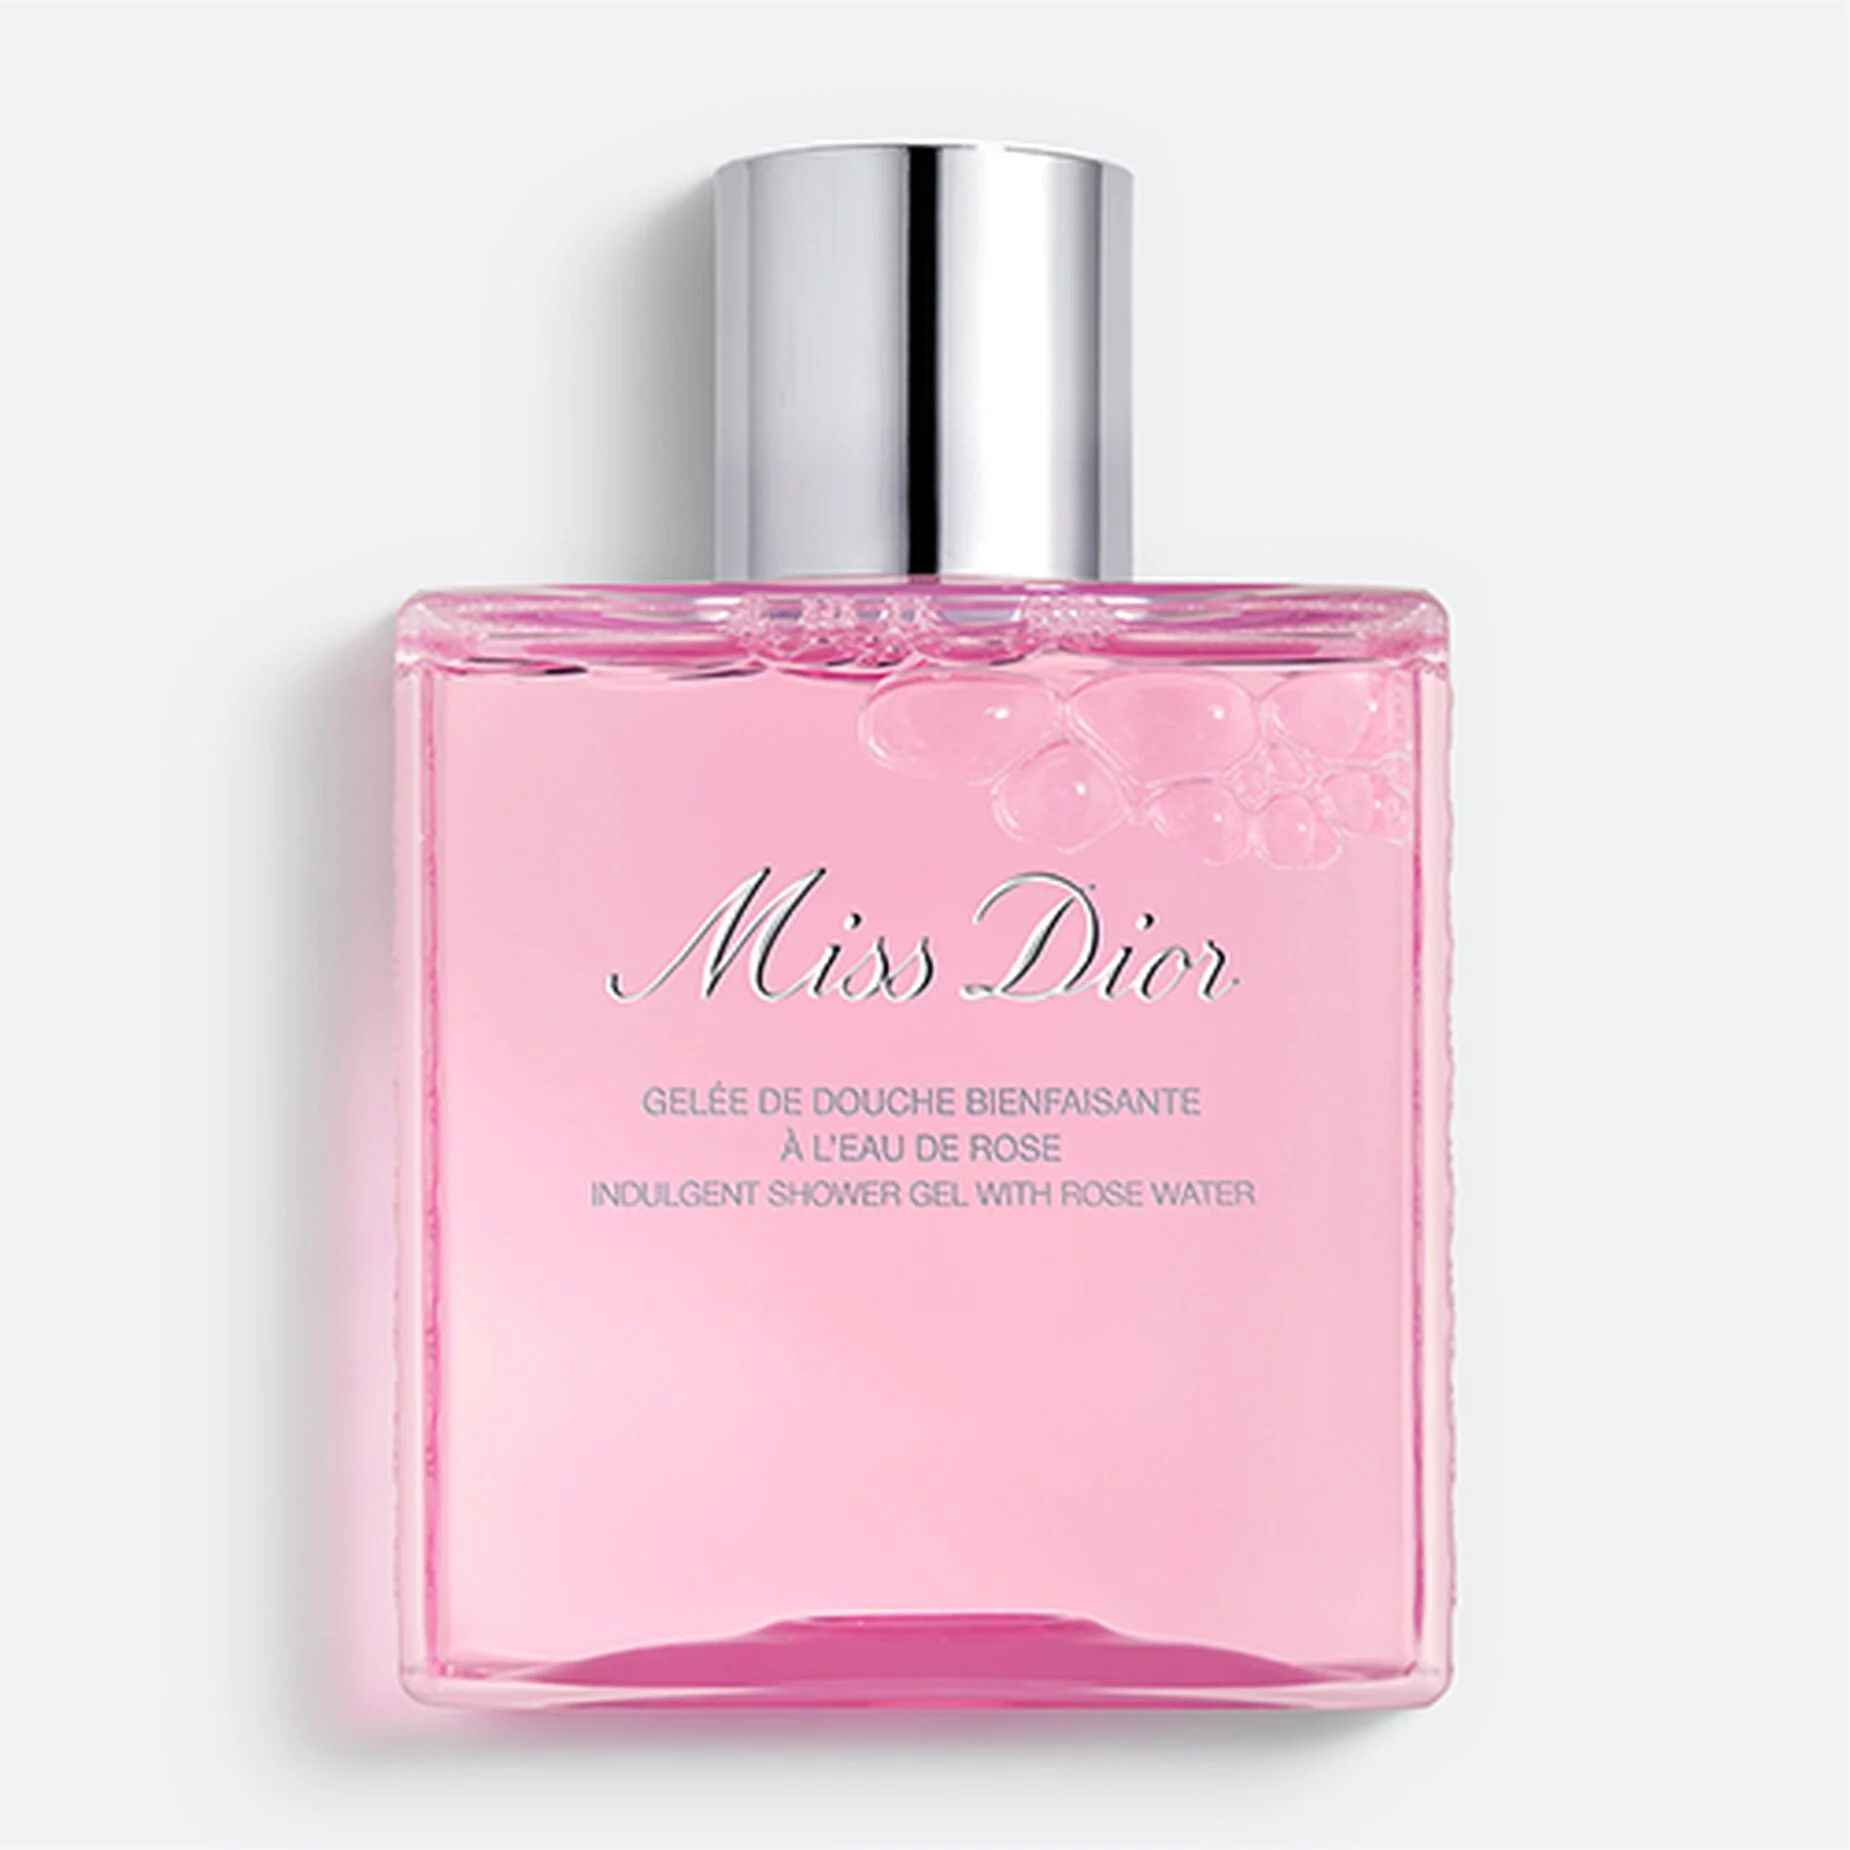 Miss Dior
GELÉE DE DOUCHE BIENFAISANTE
À L'EAU DE ROSE
INDULGENT SHOWER GEL WITH ROSE WATER